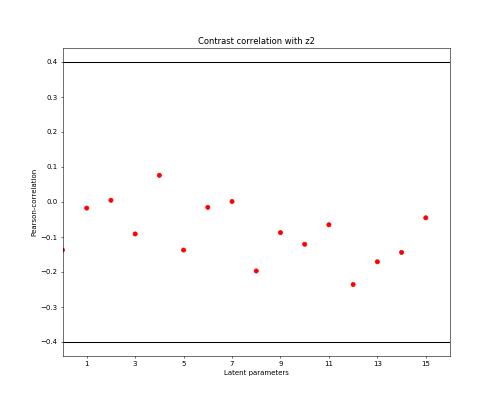 Contrast correlation with z2
0.4
0.3
0.2
0.1
0.0
−0.1
−0.2
−0.3
−0.4
Pearson-correlation
1 3 5 7 9 11 13 15
Latent parameters